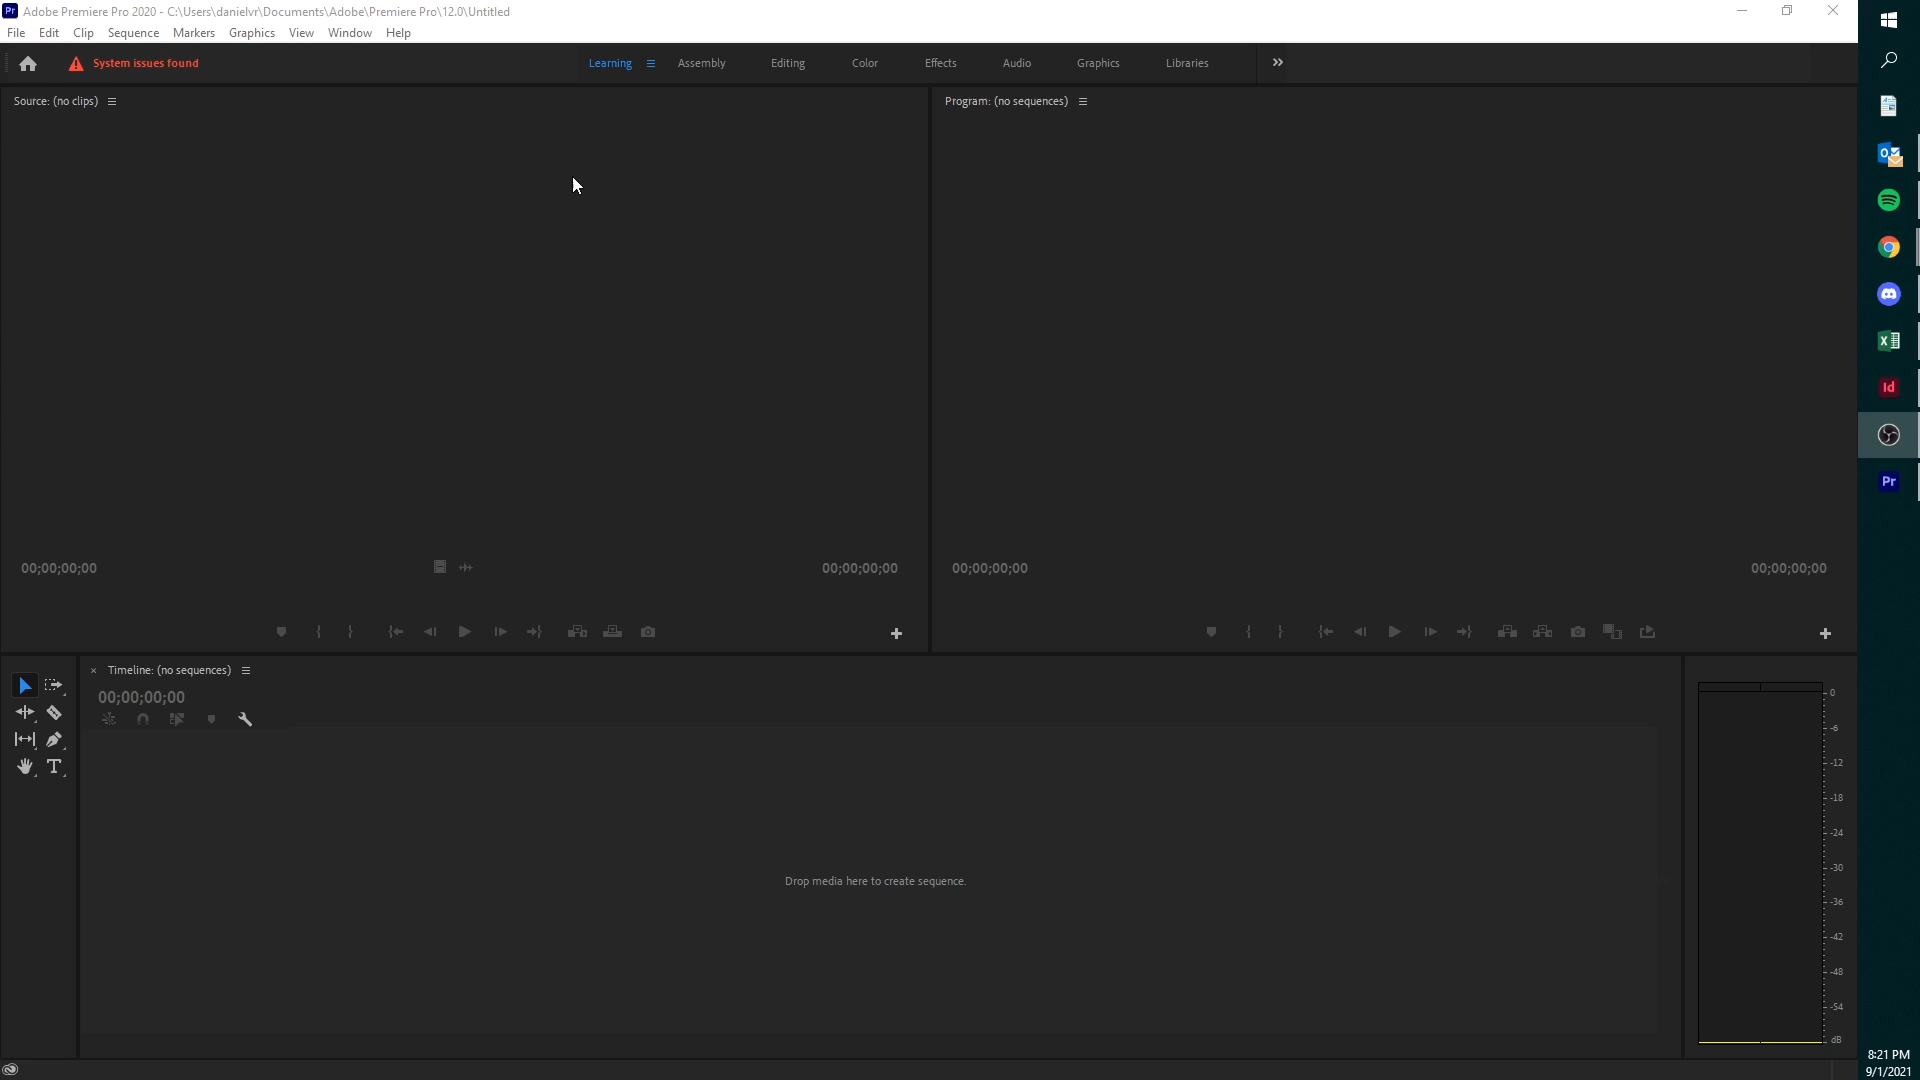 Pr Adobe Premiere Pro 2020 - C:\Users\danielvr\Documents\Adobe\Premiere Pro\12.0\Untitled
File Edit Clip Sequence Markers Graphics View Window Help
System issues found
Learning Assembly Editing Color Effects Audio Graphics Libraries
Source: (no clips)
Program: (no sequences)
00;00;00;00
00;00;00;00
00;00;00;00
00;00;00;00
Timeline: (no sequences)
00;00;00;00
Drop media here to create sequence.
0
-6
-12
-18
-24
-30
-36
-42
-48
-54
dB
Id
Pr
8:21 PM
9/1/2021